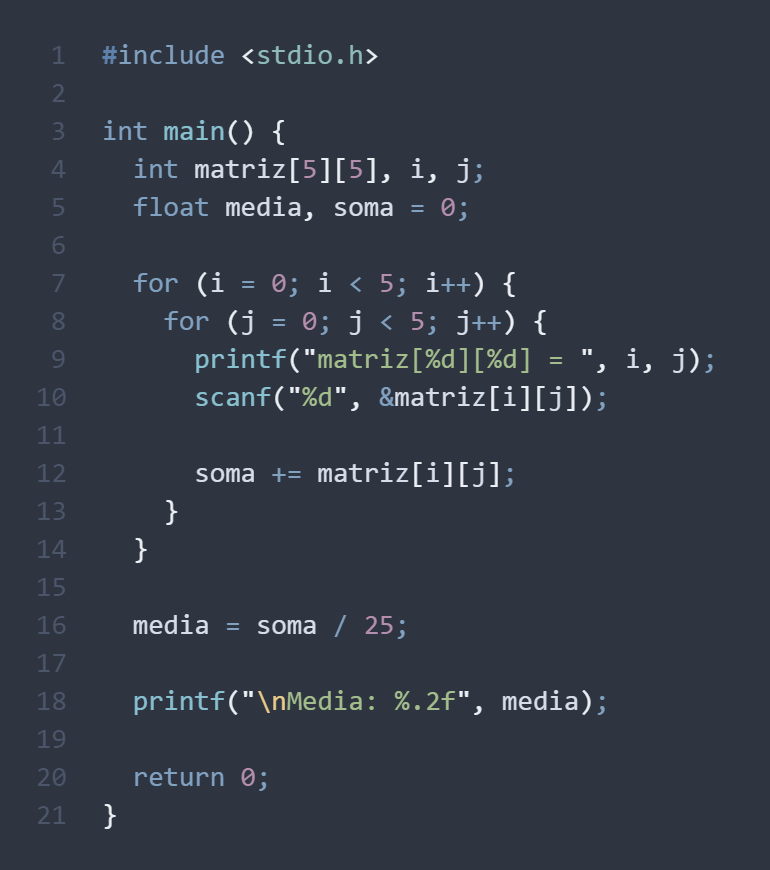 1 #include <stdio.h>
2
3 int main() {
4   int matriz[5][5], i, j;
5   float media, soma = 0;
6
7   for (i = 0; i < 5; i++) {
8     for (j = 0; j < 5; j++) {
9       printf("matriz[%d][%d] = ", i, j);
10       scanf("%d", &matriz[i][j]);
11
12       soma += matriz[i][j];
13     }
14   }
15
16   media = soma / 25;
17
18   printf("\nMedia: %.2f", media);
19
20   return 0;
21 }